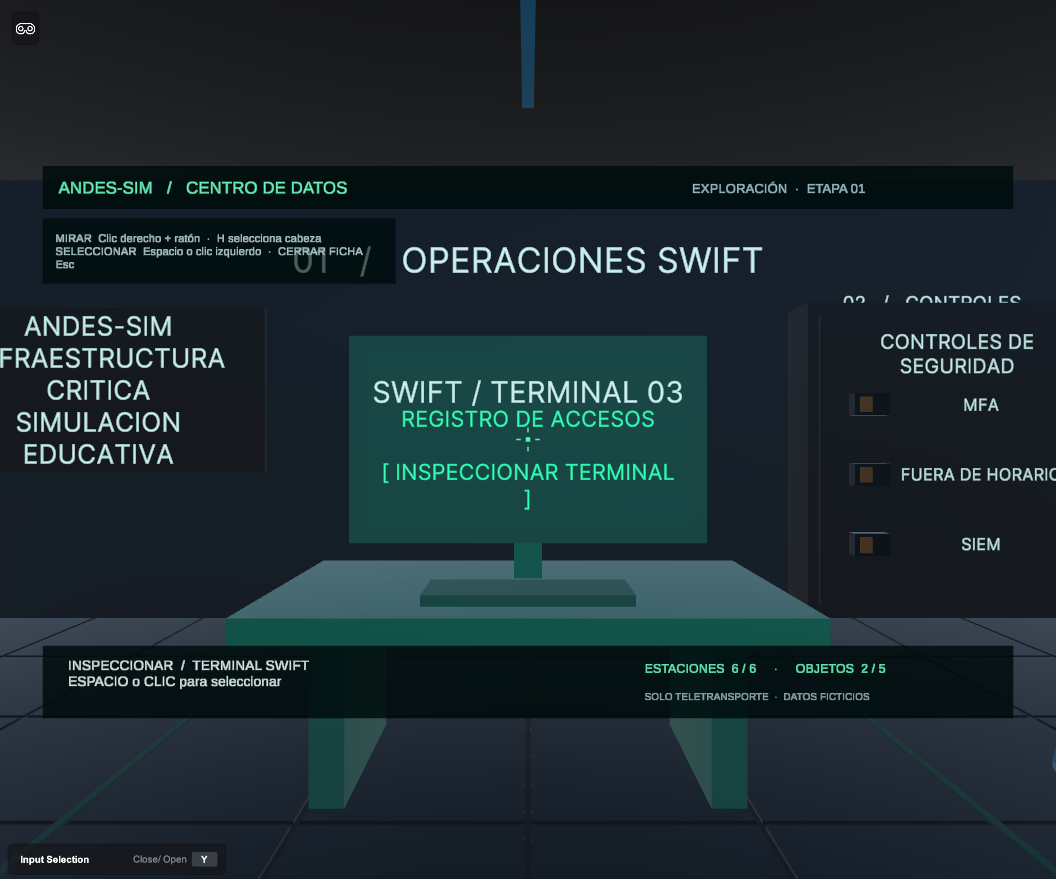 ANDES-SIM / CENTRO DE DATOS
EXPLORACIÓN · ETAPA 01
MIRAR Clic derecho + ratón · H selecciona cabeza
SELECCIONAR Espacio o clic izquierdo · CERRAR FICHA
Esc
01 / OPERACIONES SWIFT
02 / CONTROLES
ANDES-SIM
FRAESTRUCTURA
CRITICA
SIMULACION
EDUCATIVA
SWIFT / TERMINAL 03
REGISTRO DE ACCESOS
[ INSPECCIONAR TERMINAL
]
CONTROLES DE
SEGURIDAD
MFA
FUERA DE HORARIO
SIEM
INSPECCIONAR / TERMINAL SWIFT
ESPACIO o CLIC para seleccionar
ESTACIONES 6 / 6 · OBJETOS 2 / 5
SOLO TELETRANSPORTE · DATOS FICTICIOS
Input Selection Close/ Open Y